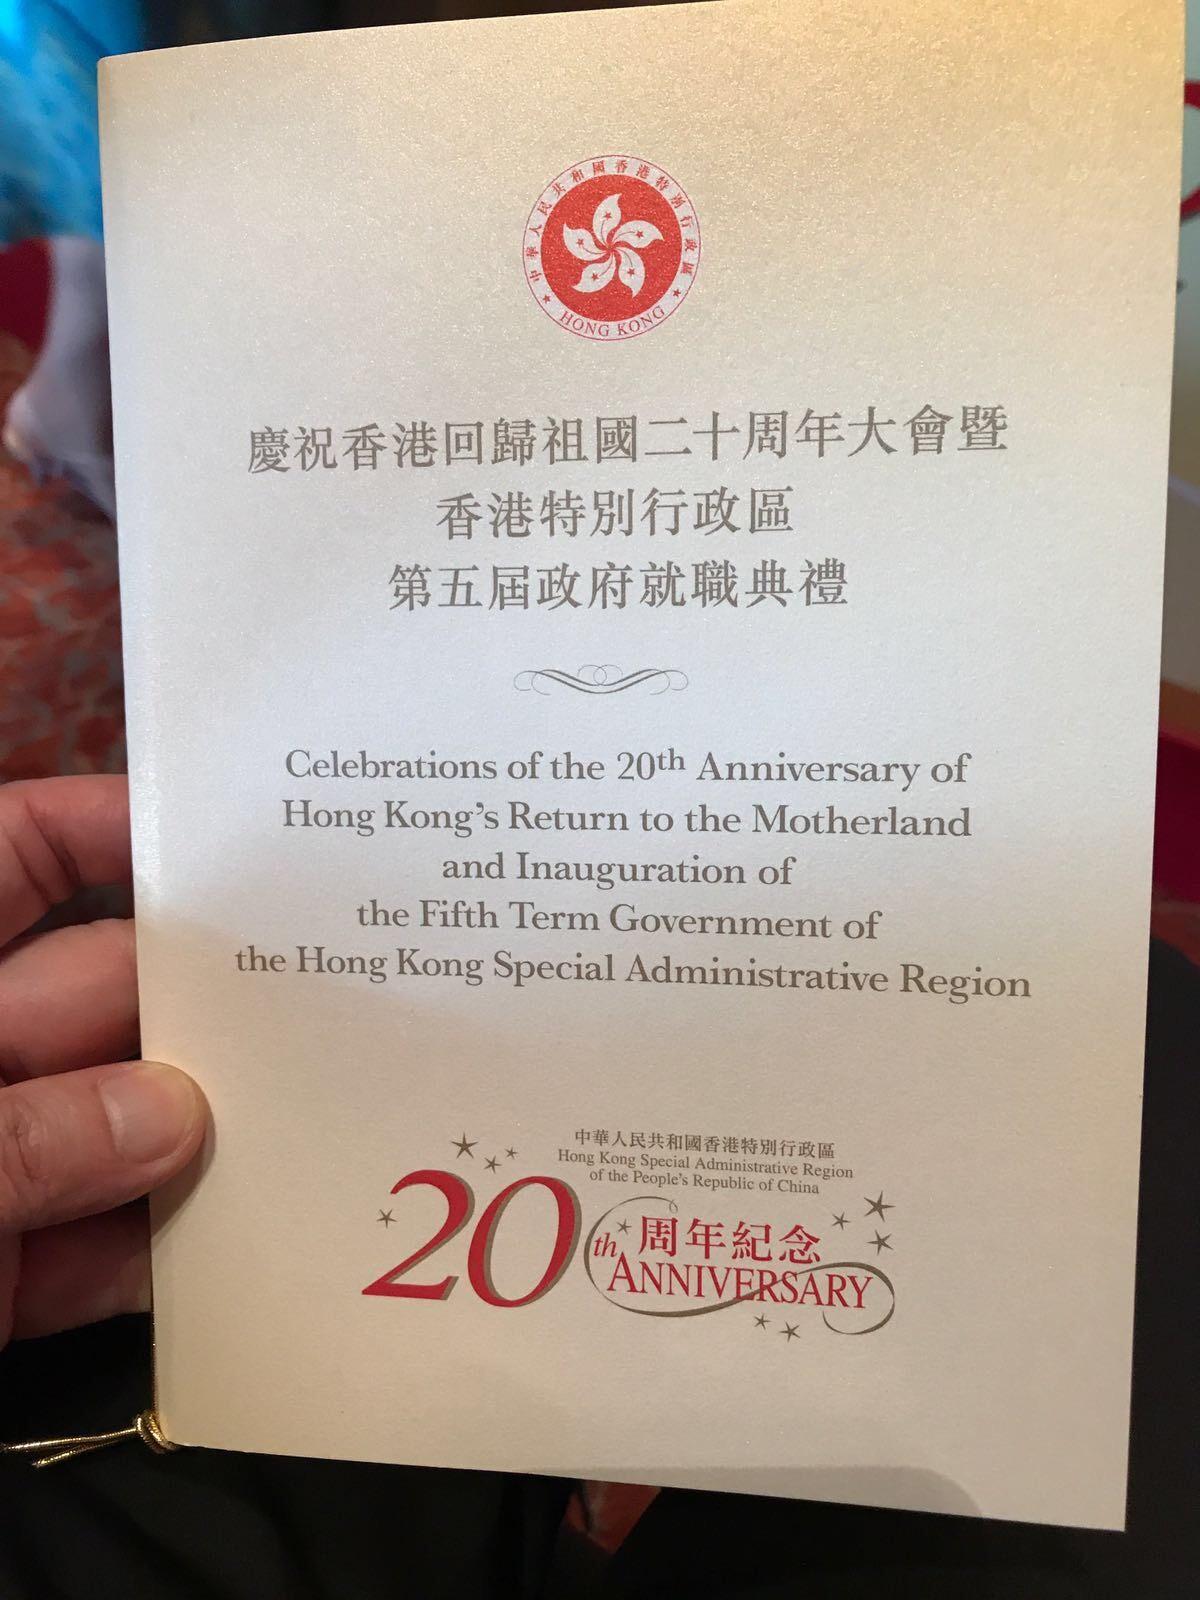 中華人民共和國香港特別行政區
HONG KONG
慶祝香港回歸祖國二十周年大會暨
香港特別行政區
第五屆政府就職典禮
Celebrations of the 20th Anniversary of
Hong Kong's Return to the Motherland
and Inauguration of
the Fifth Term Government of
the Hong Kong Special Administrative Region
中華人民共和國香港特別行政區
Hong Kong Special Administrative Region
of the People's Republic of China
20th 周年紀念
ANNIVERSARY